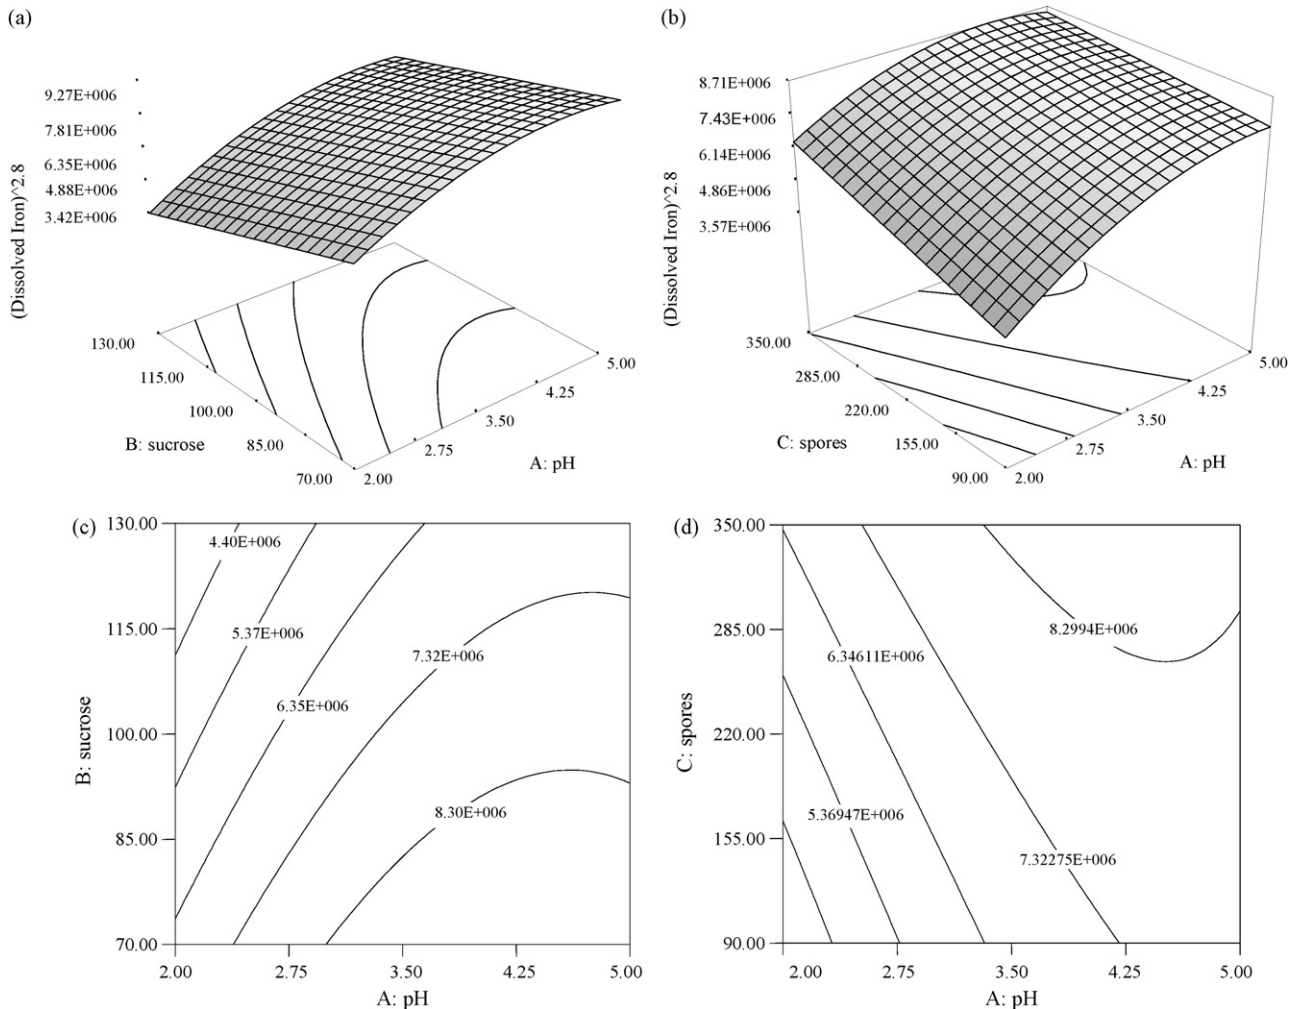 (a)
9.27E+006
7.81E+006
6.35E+006
4.88E+006
3.42E+006
(Dissolved Iron)^2.8
130.00
115.00
100.00
85.00
70.00
B: sucrose
2.00
2.75
3.50
4.25
5.00
A: pH
(b)
8.71E+006
7.43E+006
6.14E+006
4.86E+006
3.57E+006
(Dissolved Iron)^2.8
350.00
285.00
220.00
155.00
90.00
C: spores
2.00
2.75
3.50
4.25
5.00
A: pH
(c)
130.00
115.00
100.00
85.00
70.00
B: sucrose
4.40E+006
5.37E+006
6.35E+006
7.32E+006
8.30E+006
2.00 2.75 3.50 4.25 5.00
A: pH
(d)
350.00
285.00
220.00
155.00
90.00
C: spores
8.2994E+006
6.34611E+006
5.36947E+006
7.32275E+006
2.00 2.75 3.50 4.25 5.00
A: pH